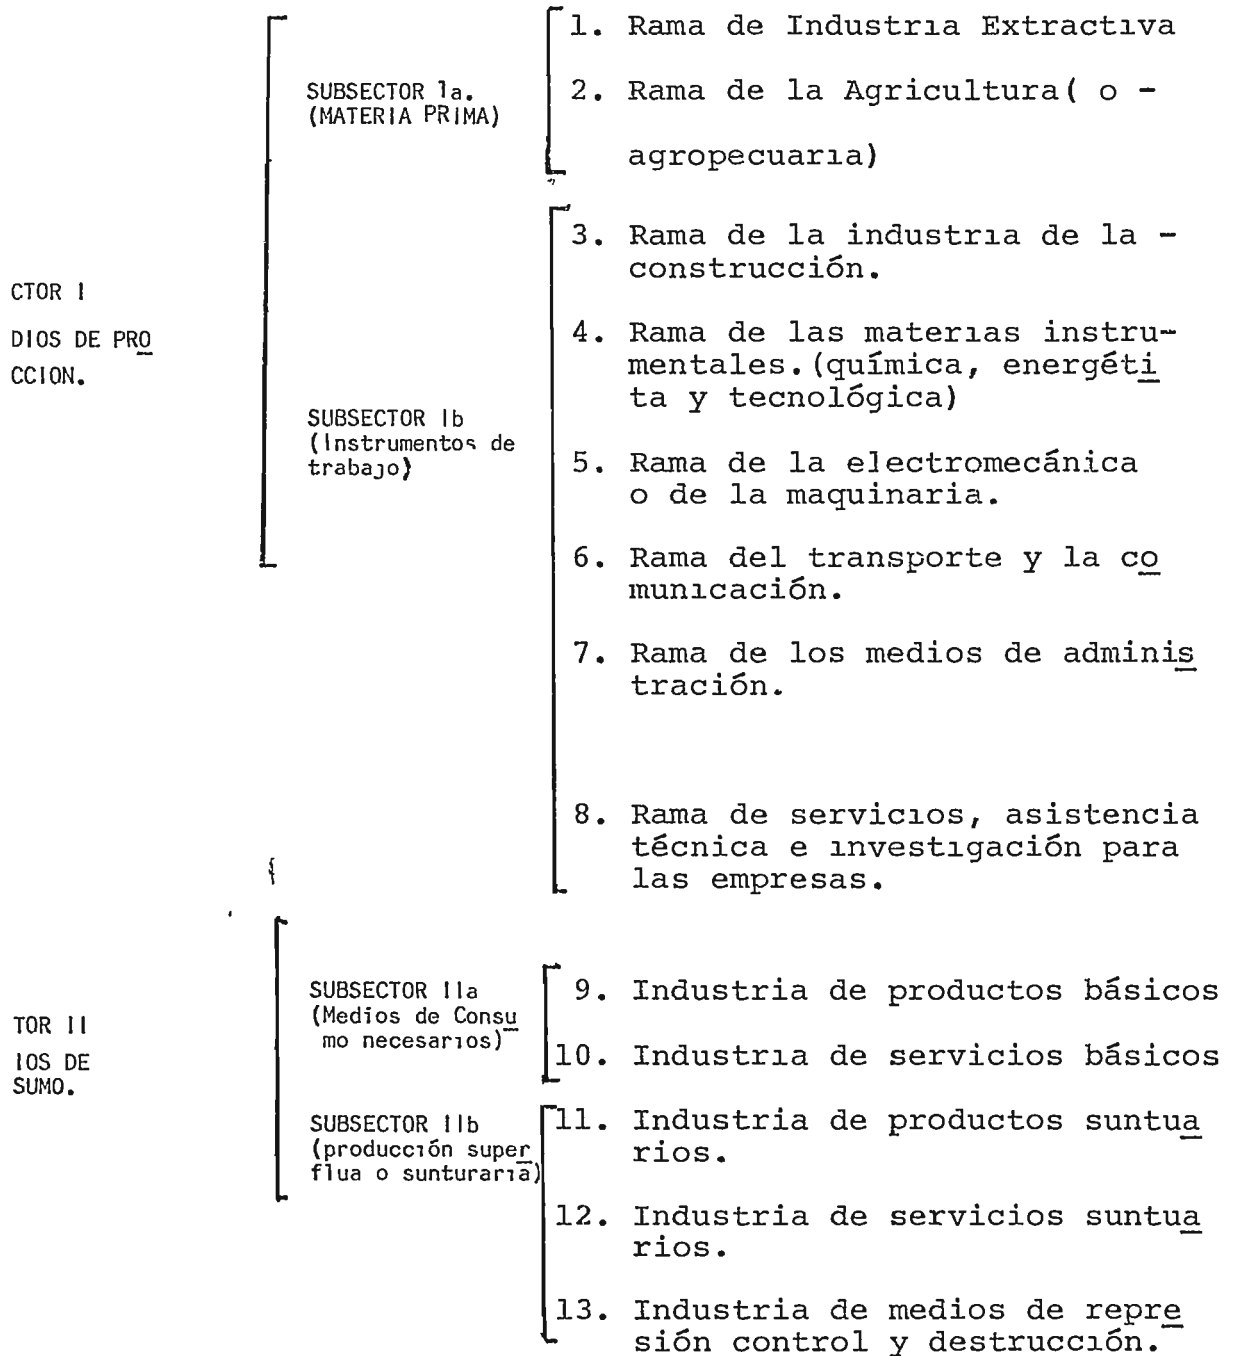 CTOR I
DIOS DE PRO
CCION.
SUBSECTOR 1a.
(MATERIA PRIMA)
1. Rama de Industria Extractiva
2. Rama de la Agricultura( o -
agropecuaria)
SUBSECTOR Ib
(Instrumentos de
trabajo)
3. Rama de la industria de la -
construcción.
4. Rama de las materias instru-
mentales.(química, energéti
ta y tecnológica)
5. Rama de la electromecánica
o de la maquinaria.
6. Rama del transporte y la co
municación.
7. Rama de los medios de adminis
tración.
8. Rama de servicios, asistencia
técnica e investigación para
las empresas.
TOR II
IOS DE
SUMO.
SUBSECTOR IIa
(Medios de Consu
mo necesarios)
9. Industria de productos básicos
10. Industria de servicios básicos
SUBSECTOR IIb
(producción super
flua o sunturaria)
11. Industria de productos suntua
rios.
12. Industria de servicios suntua
rios.
13. Industria de medios de repre
sión control y destrucción.